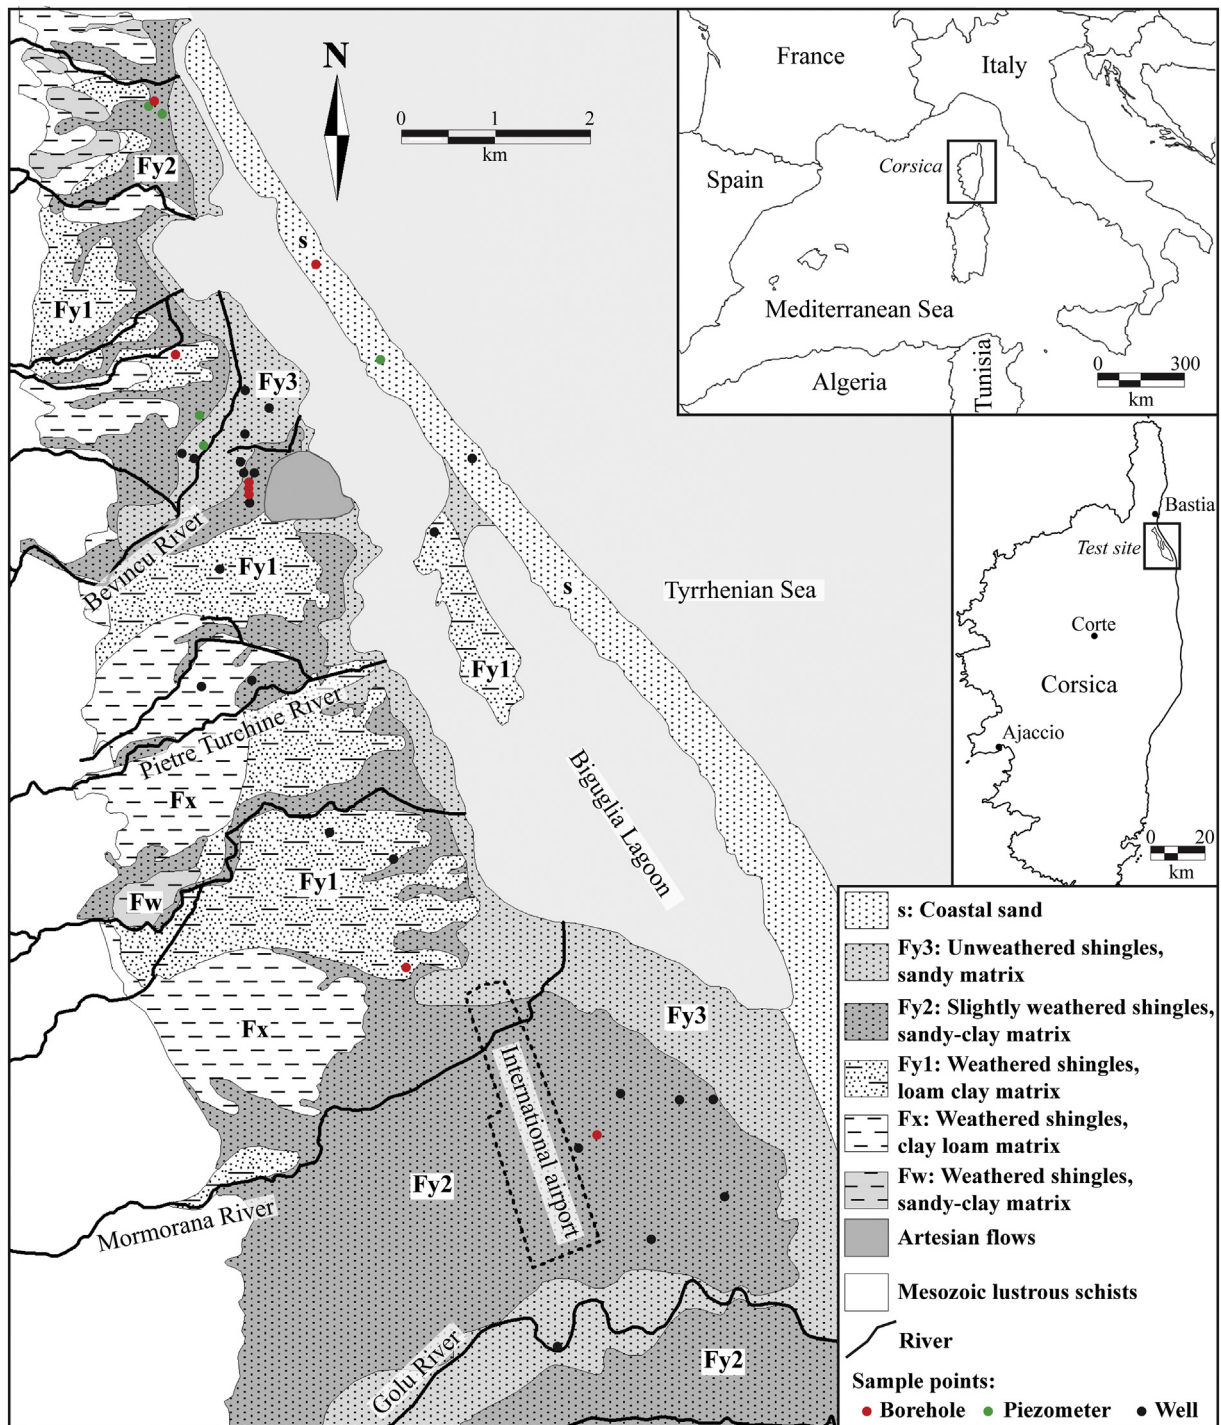 N
0 1 2
km
Fy2
s
Fy1
Fy3
Bevincu River
Fy1
s
Tyrrhenian Sea
Fy1
Pietre Turchine River
Fx
Biguglia Lagoon
Fy1
Fw
Fx
Fy3
International airport
Fy2
Mormorana River
Golu River
Fy2
France
Italy
Corsica
Spain
Mediterranean Sea
Algeria
Tunisia
0 300
km
Bastia
Test site
Corte
Corsica
Ajaccio
0 20
km
s: Coastal sand
Fy3: Unweathered shingles,
sandy matrix
Fy2: Slightly weathered shingles,
sandy-clay matrix
Fy1: Weathered shingles,
loam clay matrix
Fx: Weathered shingles,
clay loam matrix
Fw: Weathered shingles,
sandy-clay matrix
Artesian flows
Mesozoic lustrous schists
River
Sample points:
Borehole Piezometer Well